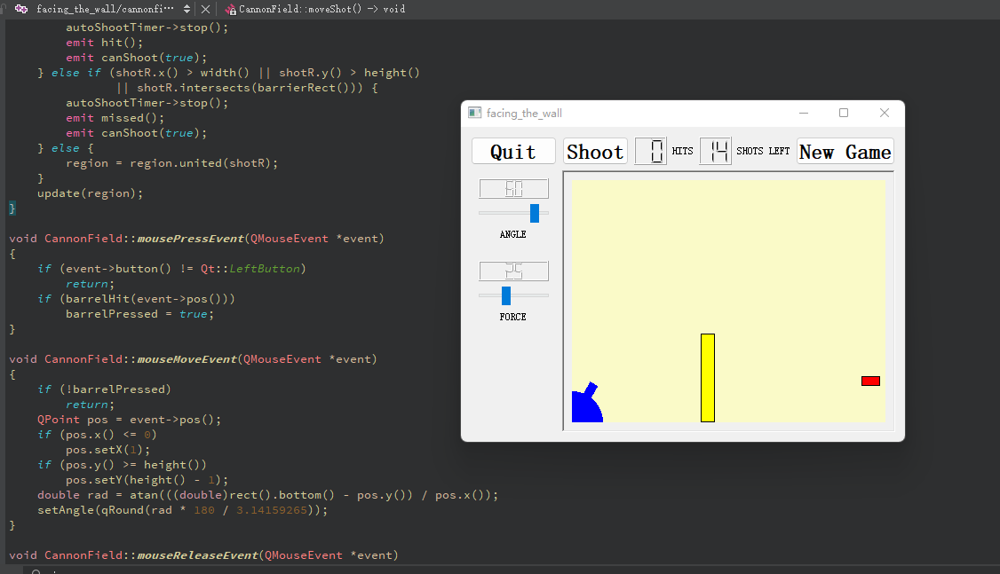 facing_the_wall/cannonfi… CannonField::moveShot() -> void
autoShootTimer->stop();
emit hit();
emit canShoot(true);
} else if (shotR.x() > width() || shotR.y() > height()
|| shotR.intersects(barrierRect())) {
autoShootTimer->stop();
emit missed();
emit canShoot(true);
} else {
region = region.united(shotR);
}
update(region);
}
void CannonField::mousePressEvent(QMouseEvent *event)
{
if (event->button() != Qt::LeftButton)
return;
if (barrelHit(event->pos()))
barrelPressed = true;
}
void CannonField::mouseMoveEvent(QMouseEvent *event)
{
if (!barrelPressed)
return;
QPoint pos = event->pos();
if (pos.x() <= 0)
pos.setX(1);
if (pos.y() >= height())
pos.setY(height() - 1);
double rad = atan(((double)rect().bottom() - pos.y()) / pos.x());
setAngle(qRound(rad * 180 / 3.14159265));
}
void CannonField::mouseReleaseEvent(QMouseEvent *event)
facing_the_wall
Quit Shoot 0 HITS 14 SHOTS LEFT New Game
60
ANGLE
25
FORCE